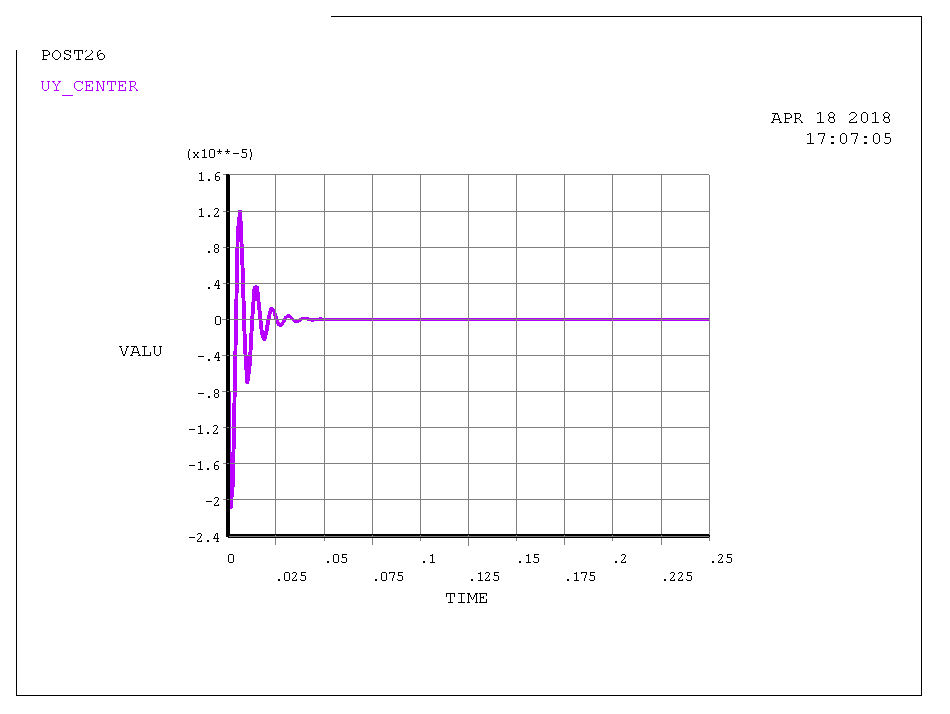 POST26
UY_CENTER
APR 18 2018
17:07:05
(x10**-5)
1.6
1.2
.8
.4
0
VALU
-.4
-.8
-1.2
-1.6
-2
-2.4
0 .05 .1 .15 .2 .25
.025 .075 .125 .175 .225
TIME